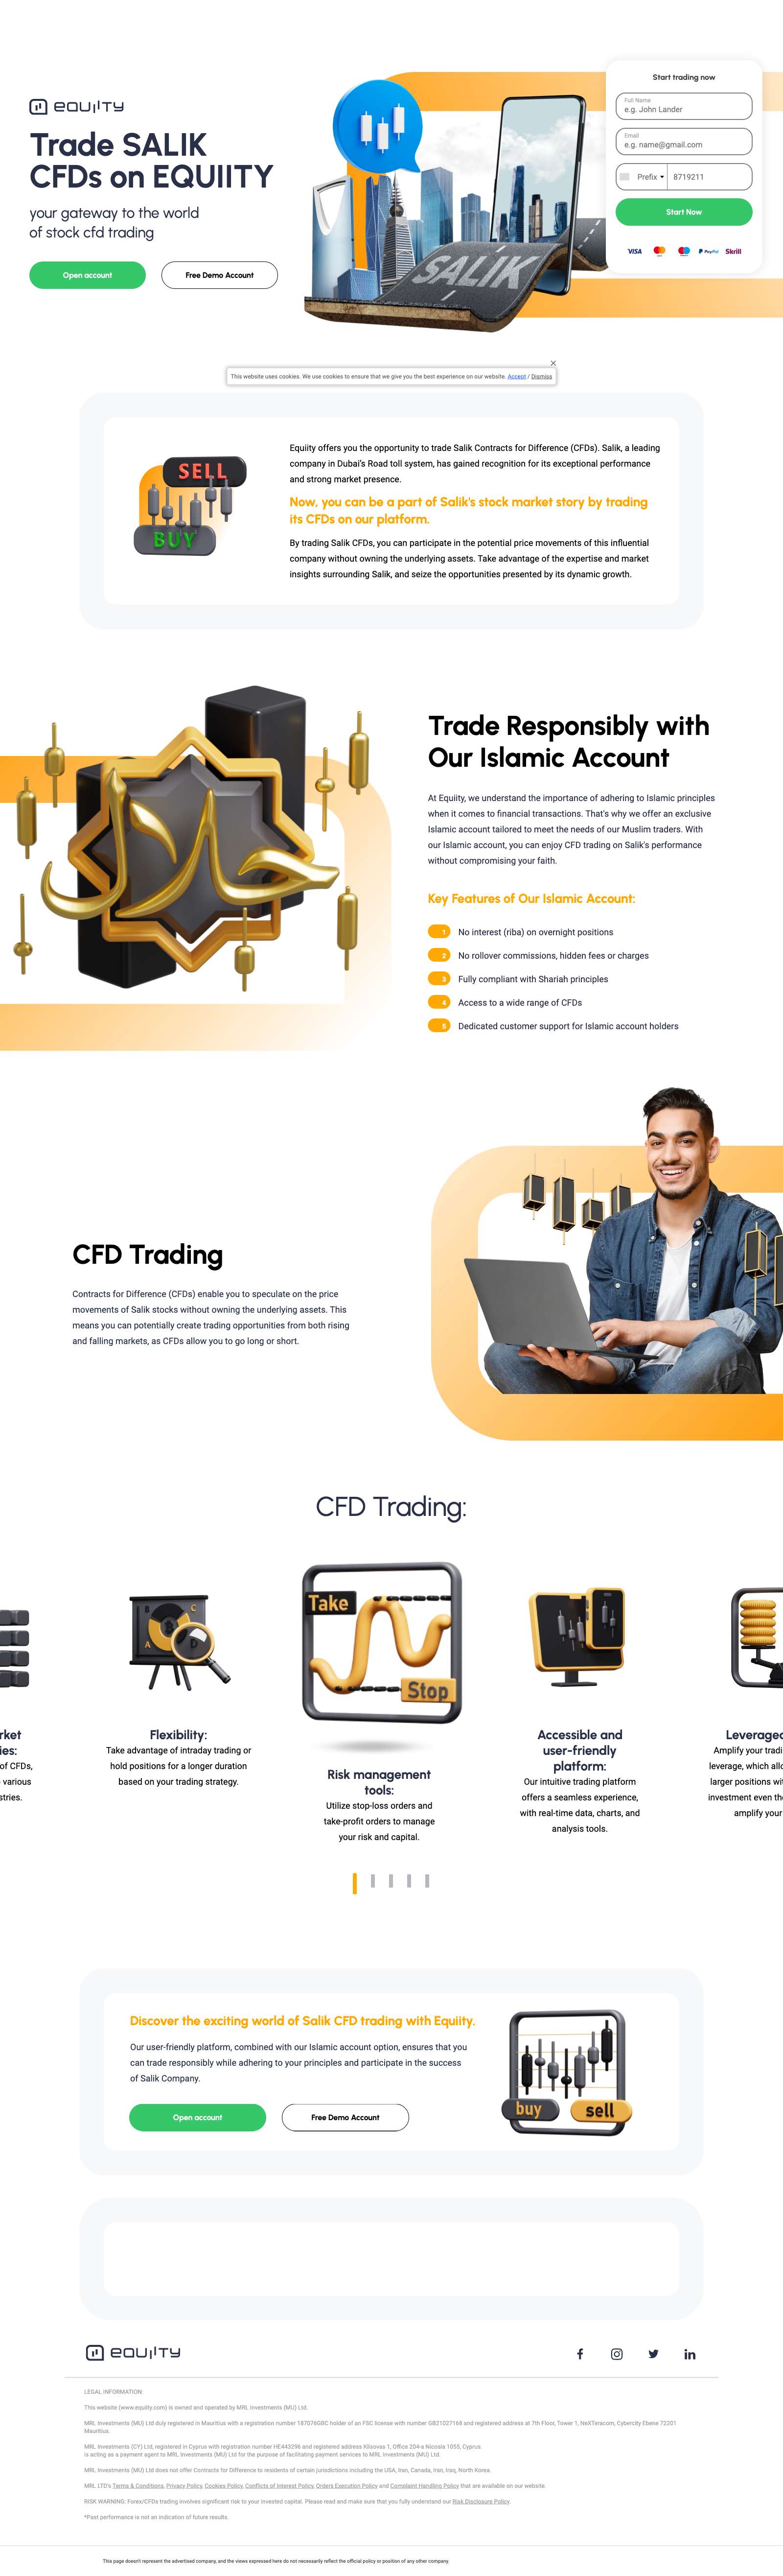 equiity
Trade SALIK
CFDs on EQUIITY
your gateway to the world
of stock cfd trading
Open account
Free Demo Account
SALIK
Start trading now
Full Name
e.g. John Lander
Email
e.g. name@gmail.com
Prefix
8719211
Start Now
VISA
PayPal
Skrill
This website uses cookies. We use cookies to ensure that we give you the best experience on our website. Accept / Dismiss
SELL
BUY
Equiity offers you the opportunity to trade Salik Contracts for Difference (CFDs). Salik, a leading
company in Dubai's Road toll system, has gained recognition for its exceptional performance
and strong market presence.
Now, you can be a part of Salik's stock market story by trading
its CFDs on our platform.
By trading Salik CFDs, you can participate in the potential price movements of this influential
company without owning the underlying assets. Take advantage of the expertise and market
insights surrounding Salik, and seize the opportunities presented by its dynamic growth.
Trade Responsibly with
Our Islamic Account
At Equiity, we understand the importance of adhering to Islamic principles
when it comes to financial transactions. That's why we offer an exclusive
Islamic account tailored to meet the needs of our Muslim traders. With
our Islamic account, you can enjoy CFD trading on Salik's performance
without compromising your faith.
Key Features of Our Islamic Account:
1 No interest (riba) on overnight positions
2 No rollover commissions, hidden fees or charges
3 Fully compliant with Shariah principles
4 Access to a wide range of CFDs
5 Dedicated customer support for Islamic account holders
CFD Trading
Contracts for Difference (CFDs) enable you to speculate on the price
movements of Salik stocks without owning the underlying assets. This
means you can potentially create trading opportunities from both rising
and falling markets, as CFDs allow you to go long or short.
CFD Trading:
rket
ies:
of CFDs,
various
stries.
Flexibility:
Take advantage of intraday trading or
hold positions for a longer duration
based on your trading strategy.
Take
Stop
Risk management
tools:
Utilize stop-loss orders and
take-profit orders to manage
your risk and capital.
Accessible and
user-friendly
platform:
Our intuitive trading platform
offers a seamless experience,
with real-time data, charts, and
analysis tools.
Leveraged
Amplify your tradi
leverage, which allo
larger positions wit
investment even th
amplify your
Discover the exciting world of Salik CFD trading with Equiity.
Our user-friendly platform, combined with our Islamic account option, ensures that you
can trade responsibly while adhering to your principles and participate in the success
of Salik Company.
Open account
Free Demo Account
buy
sell
equiity
LEGAL INFORMATION:
This website (www.equiity.com) is owned and operated by MRL Investments (MU) Ltd.
MRL Investments (MU) Ltd duly registered in Mauritius with a registration number 187076GBC holder of an FSC license with number GB21027168 and registered address at 7th Floor, Tower 1, NeXTeracom, Cybercity Ebene 72201
Mauritius.
MRL Investments (CY) Ltd, registered in Cyprus with registration number HE443296 and registered address Kilsovas 1, Office 204-a Nicosia 1055, Cyprus.
is acting as a payment agent to MRL Investments (MU) Ltd for the purpose of facilitating payment services to MRL Investments (MU) Ltd.
MRL Investments (MU) Ltd does not offer Contracts for Difference to residents of certain jurisdictions including the USA, Iran, Canada, Iran, Iraq, North Korea.
MRL LTD's Terms & Conditions, Privacy Policy, Cookies Policy, Conflicts of Interest Policy, Orders Execution Policy and Complaint Handling Policy that are available on our website.
RISK WARNING: Forex/CFDs trading involves significant risk to your invested capital. Please read and make sure that you fully understand our Risk Disclosure Policy.
*Past performance is not an indication of future results.
This page doesn't represent the advertised company, and the views expressed here do not necessarily reflect the official policy or position of any other company.